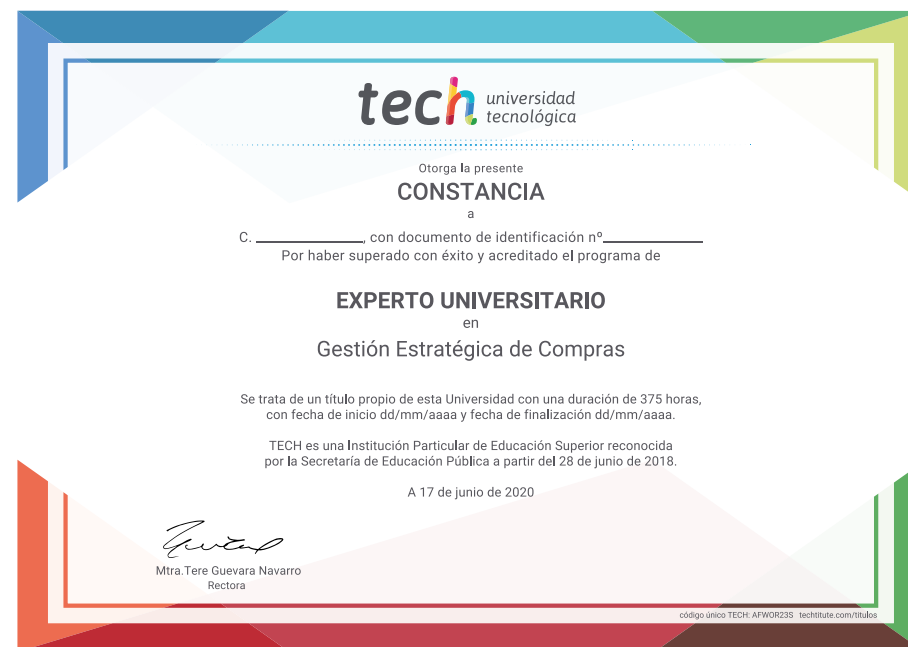 tech universidad
tecnológica
Otorga la presente
CONSTANCIA
a
C. ____________, con documento de identificación nº____________
Por haber superado con éxito y acreditado el programa de
EXPERTO UNIVERSITARIO
en
Gestión Estratégica de Compras
Se trata de un título propio de esta Universidad con una duración de 375 horas,
con fecha de inicio dd/mm/aaaa y fecha de finalización dd/mm/aaaa.
TECH es una Institución Particular de Educación Superior reconocida
por la Secretaría de Educación Pública a partir del 28 de junio de 2018.
A 17 de junio de 2020
Mtra.Tere Guevara Navarro
Rectora
código único TECH: AFWOR23S techtitute.com/titulos